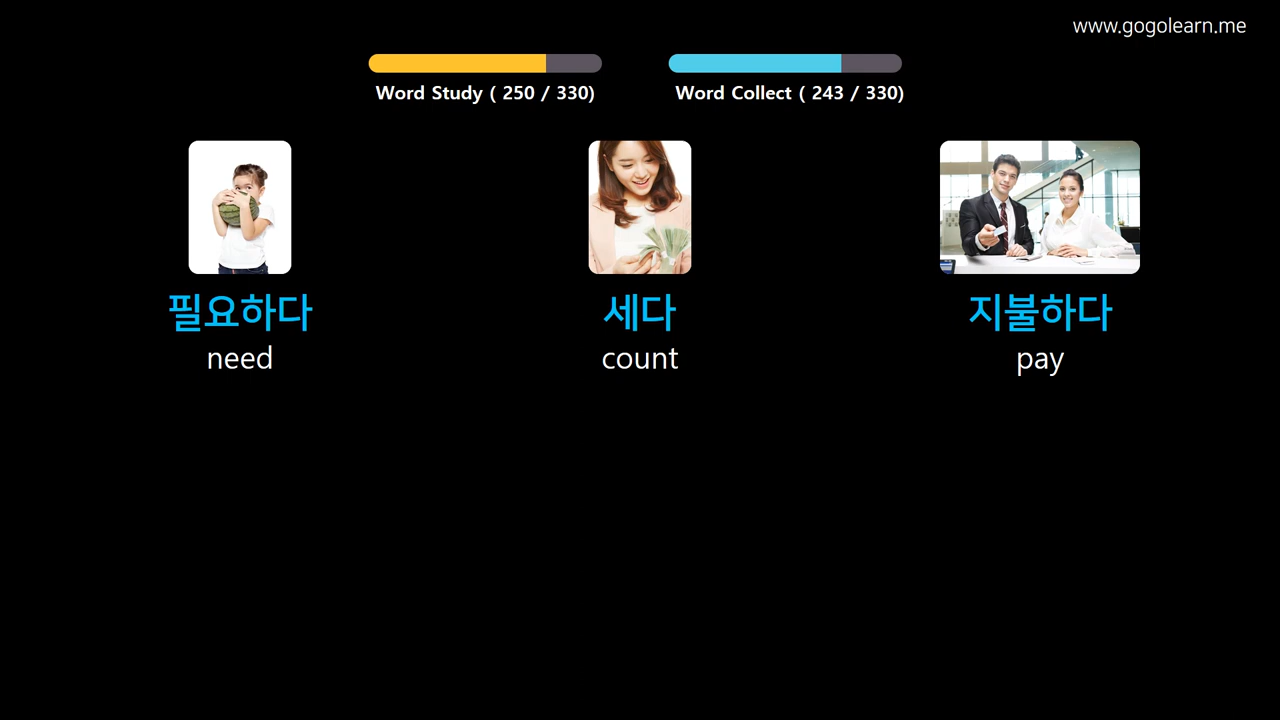 www.gogolearn.me
Word Study ( 250 / 330)
Word Collect ( 243 / 330)
필요하다
need
세다
count
지불하다
pay